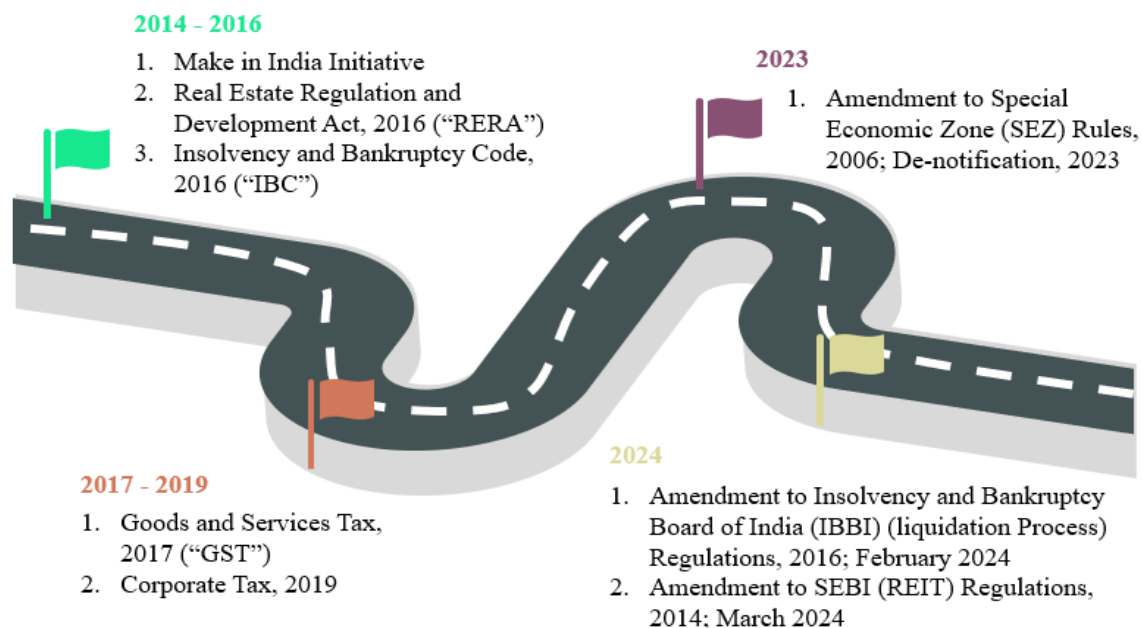 2014 - 2016
1. Make in India Initiative
2. Real Estate Regulation and
Development Act, 2016 (“RERA”)
3. Insolvency and Bankruptcy Code,
2016 (“IBC”)
2023
1. Amendment to Special
Economic Zone (SEZ) Rules,
2006; De-notification, 2023
2017 - 2019
1. Goods and Services Tax,
2017 (“GST”)
2. Corporate Tax, 2019
2024
1. Amendment to Insolvency and Bankruptcy
Board of India (IBBI) (liquidation Process)
Regulations, 2016; February 2024
2. Amendment to SEBI (REIT) Regulations,
2014; March 2024